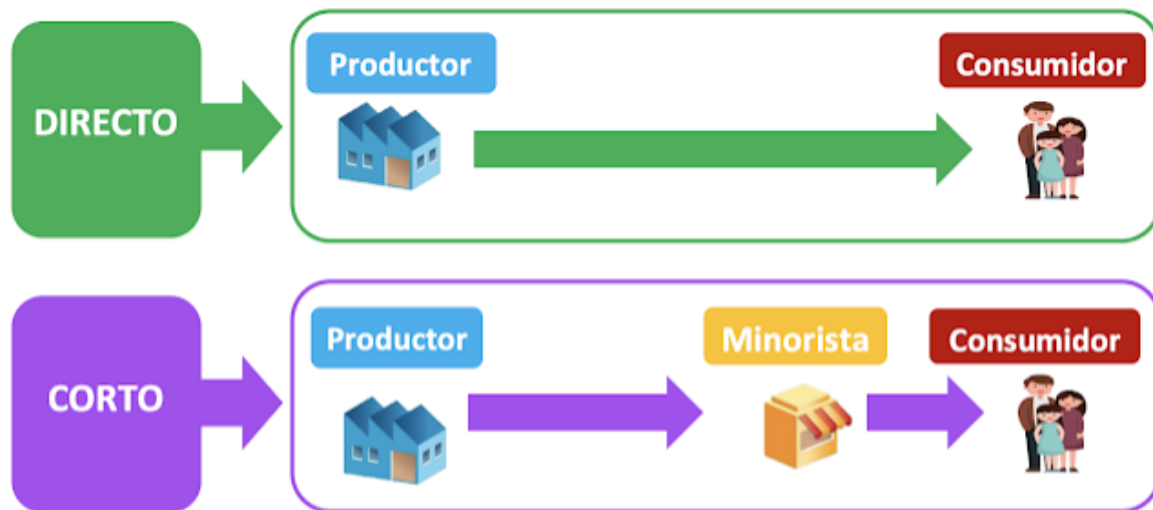 DIRECTO
Productor
Consumidor
CORTO
Productor
Minorista
Consumidor